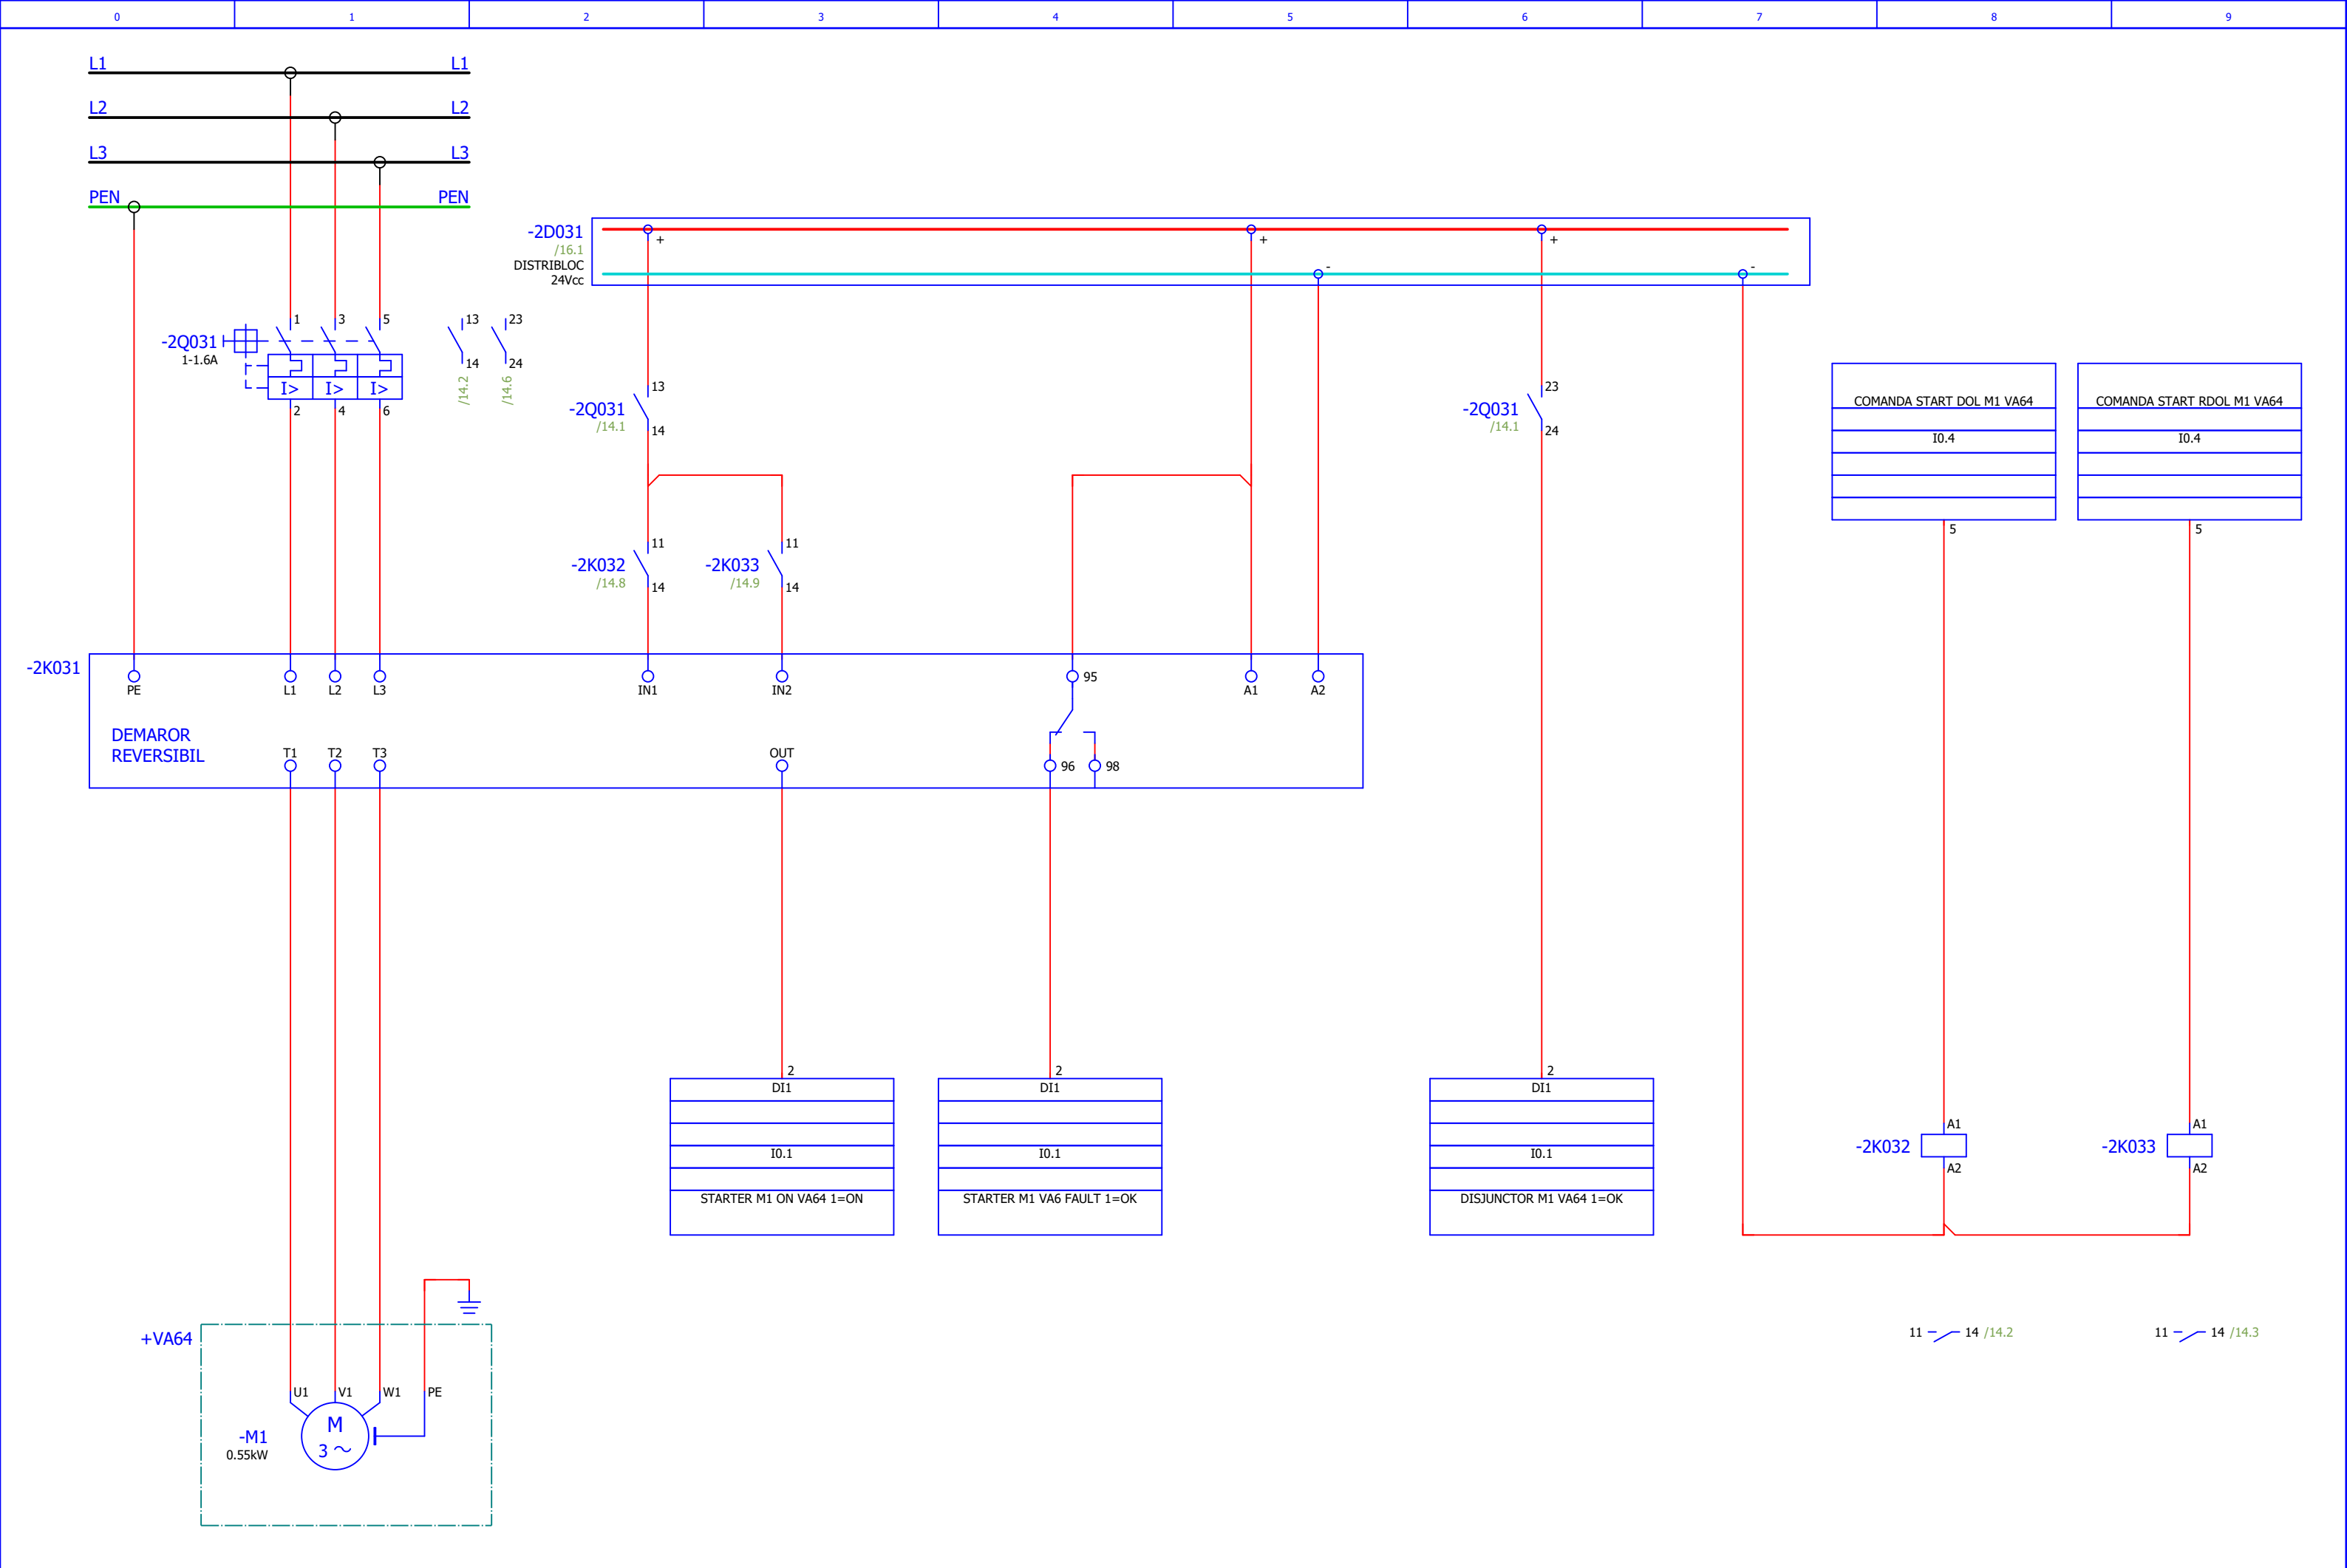 0 1 2 3 4 5 6 7 8 9
L1 L1
L2 L2
L3 L3
PEN PEN
-2D031
/16.1
DISTRIBLOC
24Vcc
+ + - + -
-2Q031
1-1.6A
1 3 5
I> I> I>
2 4 6
13 23
14 24
/14.2 /14.6
-2Q031
/14.1
13
14
-2Q031
/14.1
23
24
COMANDA START DOL M1 VA64
I0.4
5
COMANDA START RDOL M1 VA64
I0.4
5
-2K032
/14.8
11
14
-2K033
/14.9
11
14
-2K031
PE L1 L2 L3 IN1 IN2 95 A1 A2
DEMAROR
REVERSIBIL
T1 T2 T3 OUT 96 98
2
DI1
I0.1
STARTER M1 ON VA64 1=ON
2
DI1
I0.1
STARTER M1 VA6 FAULT 1=OK
2
DI1
I0.1
DISJUNCTOR M1 VA64 1=OK
-2K032
A1
A2
-2K033
A1
A2
11 14 /14.2
11 14 /14.3
+VA64
U1 V1 W1 PE
-M1
0.55kW
M
3 ~